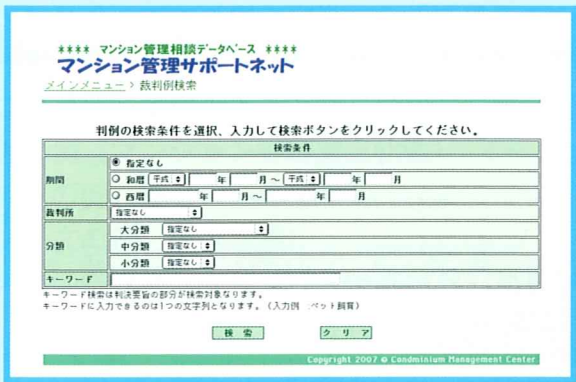 **** マンション管理相談データベース ****
マンション管理サポートネット
メインメニュー > 裁判例検索
判例の検索条件を選択、入力して検索ボタンをクリックしてください。
検索条件
期間
指定なし
和暦 平成 年 月 ～ 平成 年 月
西暦 年 月 ～ 年 月
裁判所 指定なし
分類
大分類 指定なし
中分類 指定なし
小分類 指定なし
キーワード
キーワード検索は判決要旨の部分が検索対象なります。
キーワードに入力できるのは1つの文字列となります。(入力例 :ペット飼育)
検 索 ク リ ア
Copyright 2007 @ Condminium Management Center